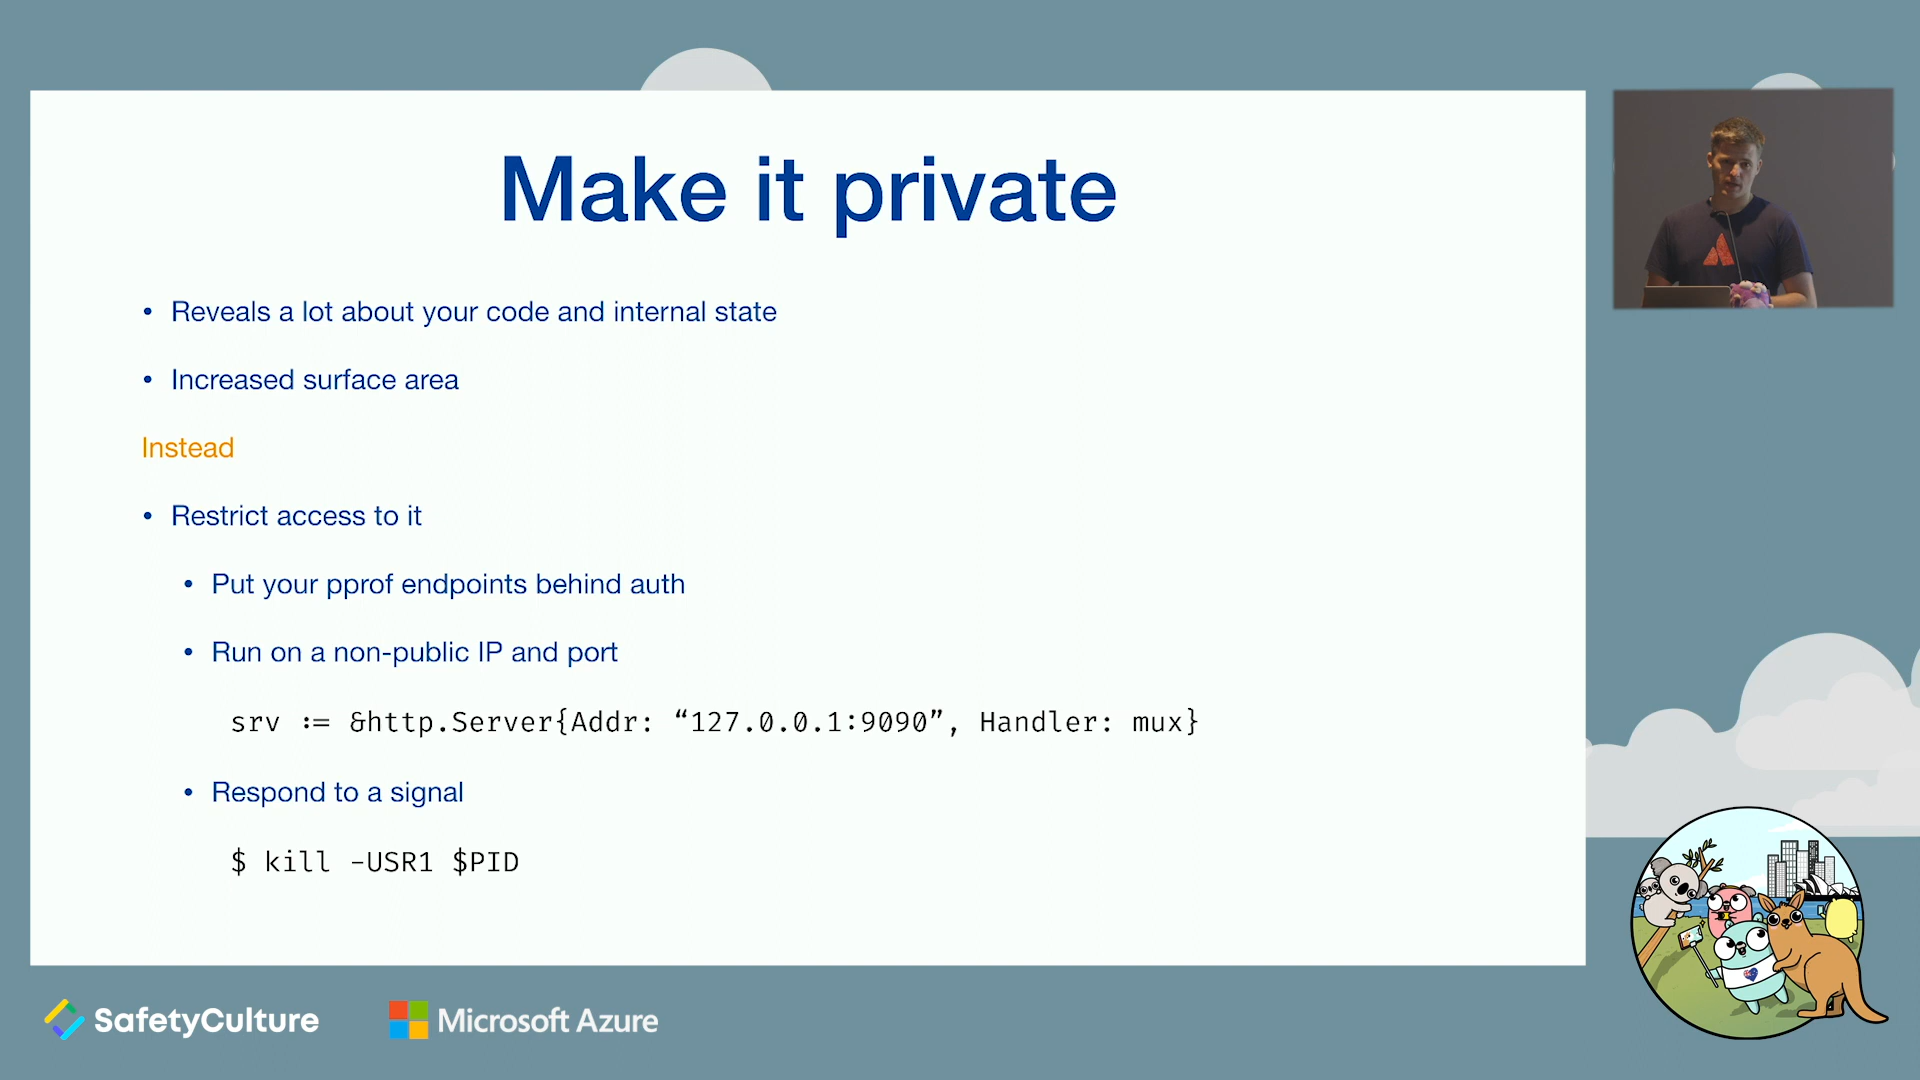 Make it private
• Reveals a lot about your code and internal state
• Increased surface area
Instead
• Restrict access to it
• Put your pprof endpoints behind auth
• Run on a non-public IP and port
srv := &http.Server{Addr: “127.0.0.1:9090”, Handler: mux}
• Respond to a signal
$ kill -USR1 $PID
SafetyCulture
Microsoft Azure